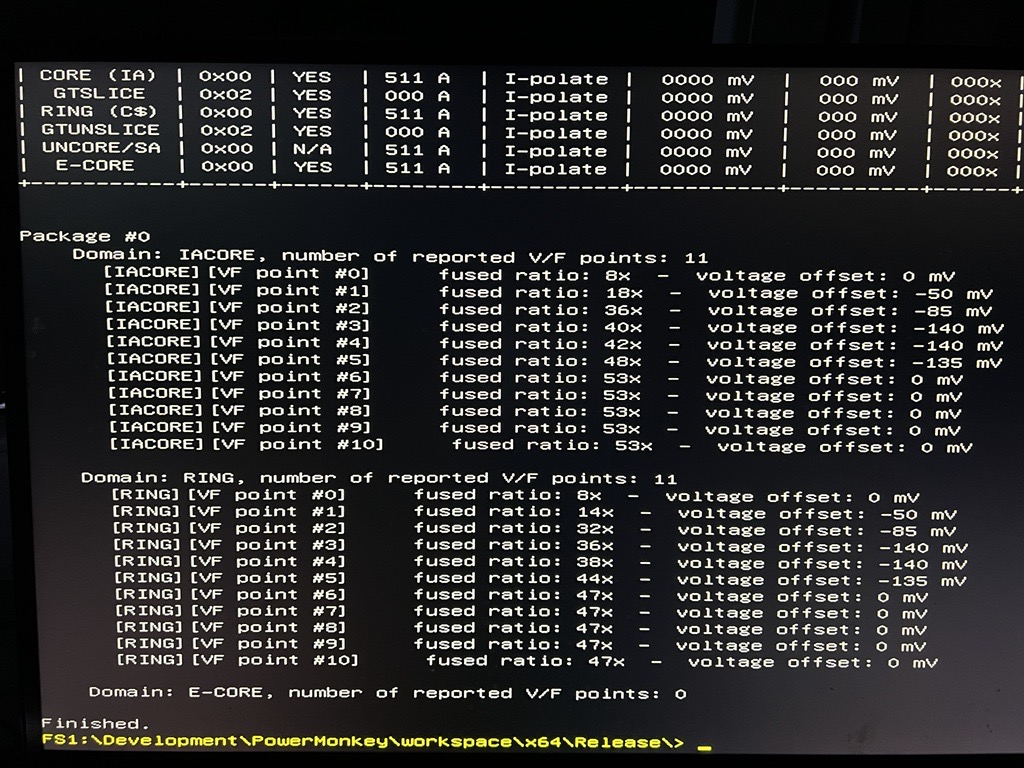 | CORE (IA) | 0x00 | YES | 511 A | I-polate | 0000 mV | 000 mV | 000x |
| GTSLICE | 0x02 | YES | 000 A | I-polate | 0000 mV | 000 mV | 000x |
| RING (C$) | 0x00 | YES | 511 A | I-polate | 0000 mV | 000 mV | 000x |
| GTUNSLICE | 0x02 | YES | 000 A | I-polate | 0000 mV | 000 mV | 000x |
| UNCORE/SA | 0x00 | N/A | 511 A | I-polate | 0000 mV | 000 mV | 000x |
| E-CORE | 0x00 | YES | 511 A | I-polate | 0000 mV | 000 mV | 000x |
Package #0
Domain: IACORE, number of reported V/F points: 11
[IACORE][VF point #0] fused ratio: 8x - voltage offset: 0 mV
[IACORE][VF point #1] fused ratio: 18x - voltage offset: -50 mV
[IACORE][VF point #2] fused ratio: 36x - voltage offset: -85 mV
[IACORE][VF point #3] fused ratio: 40x - voltage offset: -140 mV
[IACORE][VF point #4] fused ratio: 42x - voltage offset: -140 mV
[IACORE][VF point #5] fused ratio: 48x - voltage offset: -135 mV
[IACORE][VF point #6] fused ratio: 53x - voltage offset: 0 mV
[IACORE][VF point #7] fused ratio: 53x - voltage offset: 0 mV
[IACORE][VF point #8] fused ratio: 53x - voltage offset: 0 mV
[IACORE][VF point #9] fused ratio: 53x - voltage offset: 0 mV
[IACORE][VF point #10] fused ratio: 53x - voltage offset: 0 mV
Domain: RING, number of reported V/F points: 11
[RING][VF point #0] fused ratio: 8x - voltage offset: 0 mV
[RING][VF point #1] fused ratio: 14x - voltage offset: -50 mV
[RING][VF point #2] fused ratio: 32x - voltage offset: -85 mV
[RING][VF point #3] fused ratio: 36x - voltage offset: -140 mV
[RING][VF point #4] fused ratio: 38x - voltage offset: -140 mV
[RING][VF point #5] fused ratio: 44x - voltage offset: -135 mV
[RING][VF point #6] fused ratio: 47x - voltage offset: 0 mV
[RING][VF point #7] fused ratio: 47x - voltage offset: 0 mV
[RING][VF point #8] fused ratio: 47x - voltage offset: 0 mV
[RING][VF point #9] fused ratio: 47x - voltage offset: 0 mV
[RING][VF point #10] fused ratio: 47x - voltage offset: 0 mV
Domain: E-CORE, number of reported V/F points: 0
Finished.
FS1:\Development\PowerMonkey\workspace\x64\Release\> _